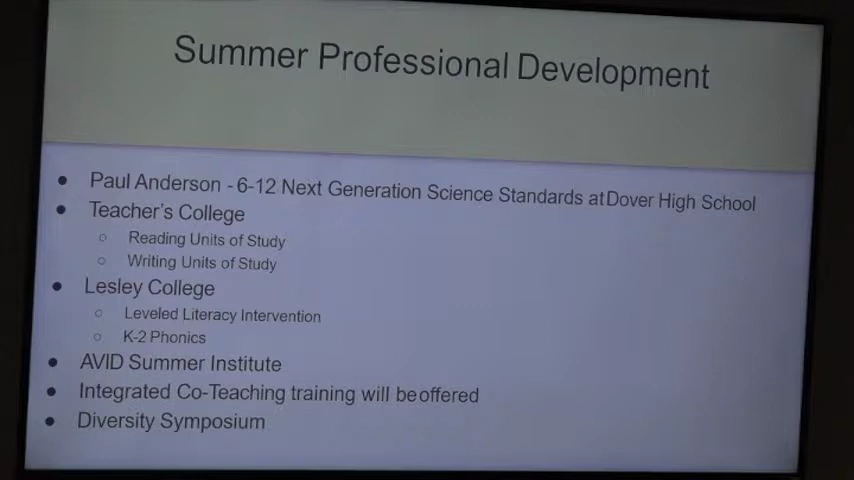 Summer Professional Development
• Paul Anderson - 6-12 Next Generation Science Standards at Dover High School
• Teacher's College
○ Reading Units of Study
○ Writing Units of Study
• Lesley College
○ Leveled Literacy Intervention
○ K-2 Phonics
• AVID Summer Institute
• Integrated Co-Teaching training will be offered
• Diversity Symposium